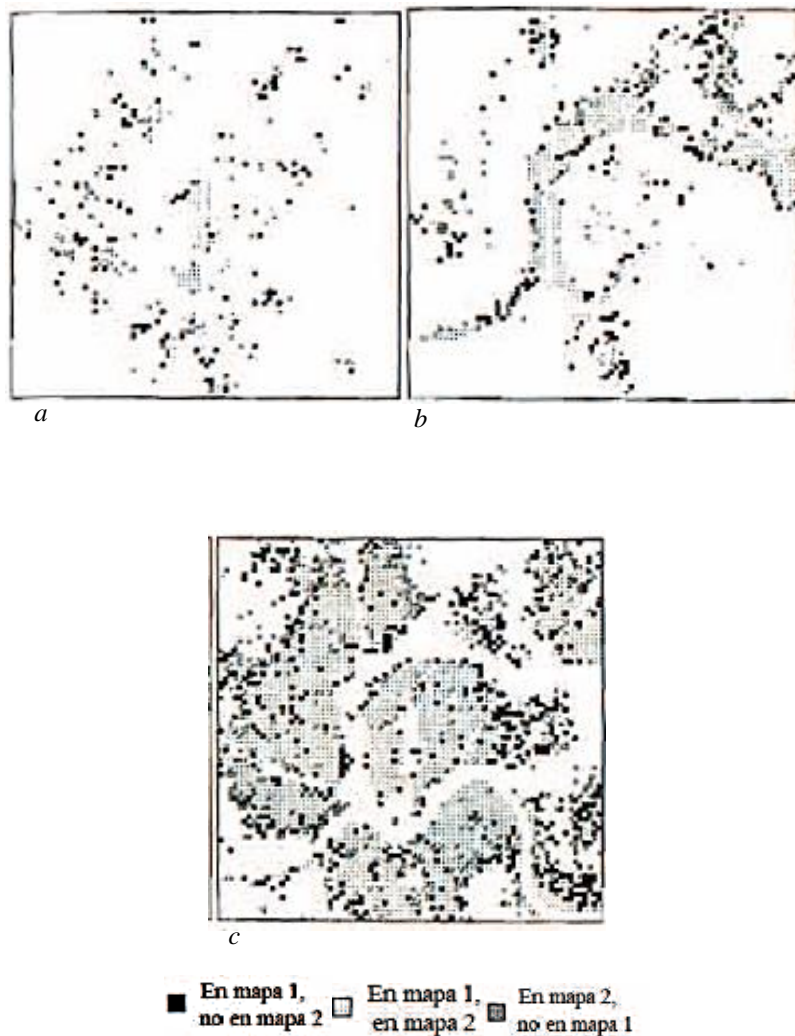 a
b
c
En mapa 1,
no en mapa 2
En mapa 1,
en mapa 2
En mapa 2,
no en mapa 1